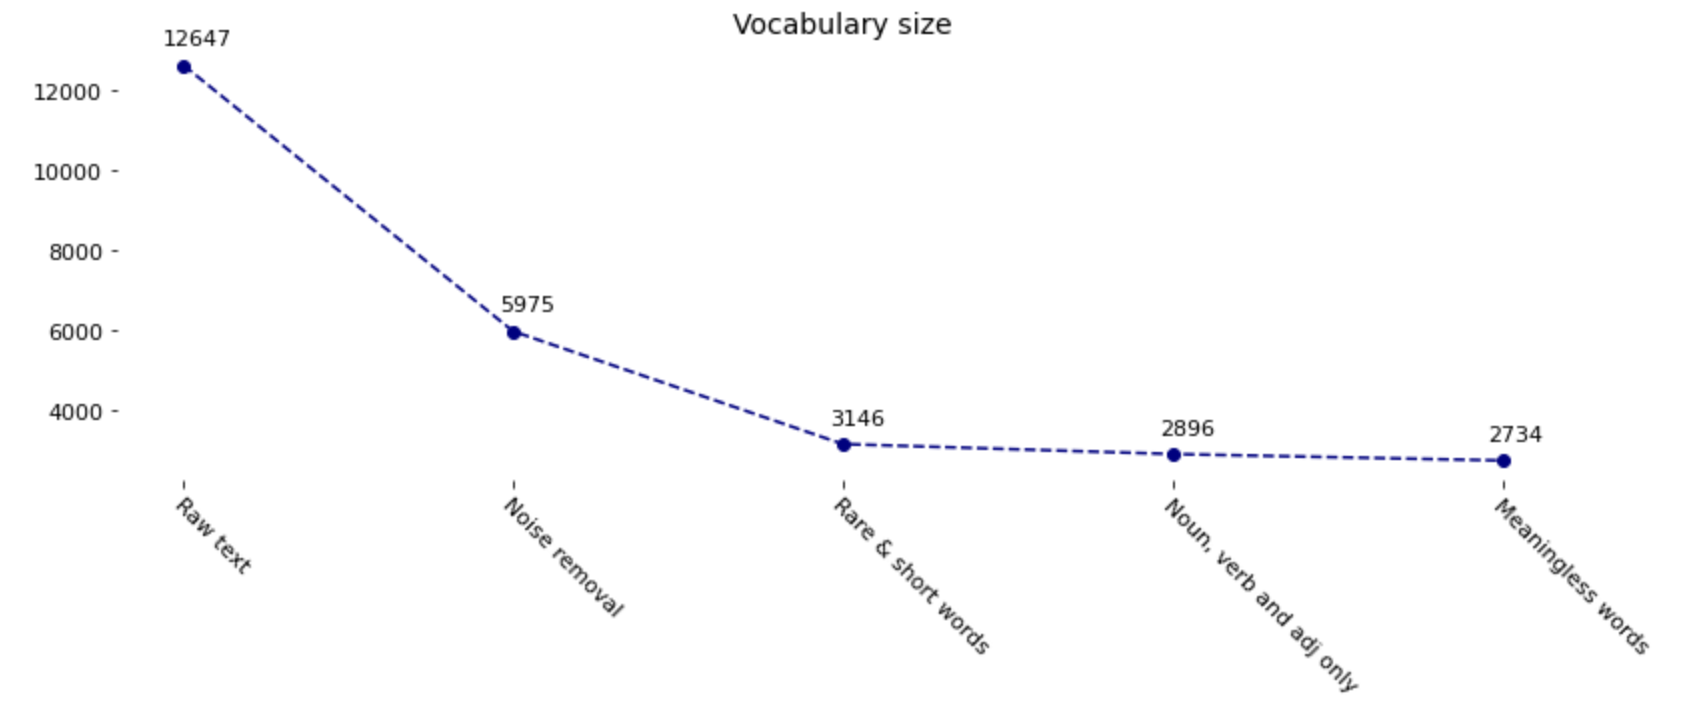 Vocabulary size
12647
12000
10000
8000
5975
6000
3146
2896
2734
4000
Raw text
Noise removal
Rare & short words
Noun, verb and adj only
Meaningless words